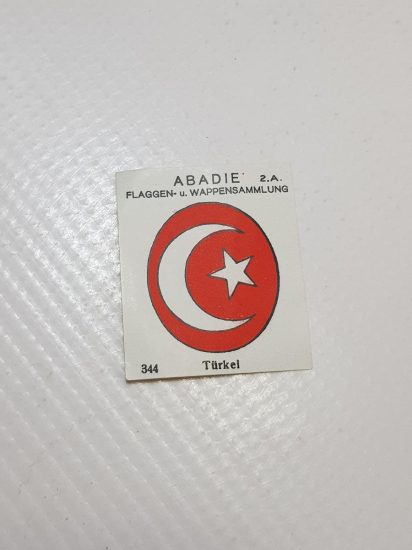 ABADIE 2.A.
FLAGGEN- u. WAPPENSAMMLUNG
344 Türkei